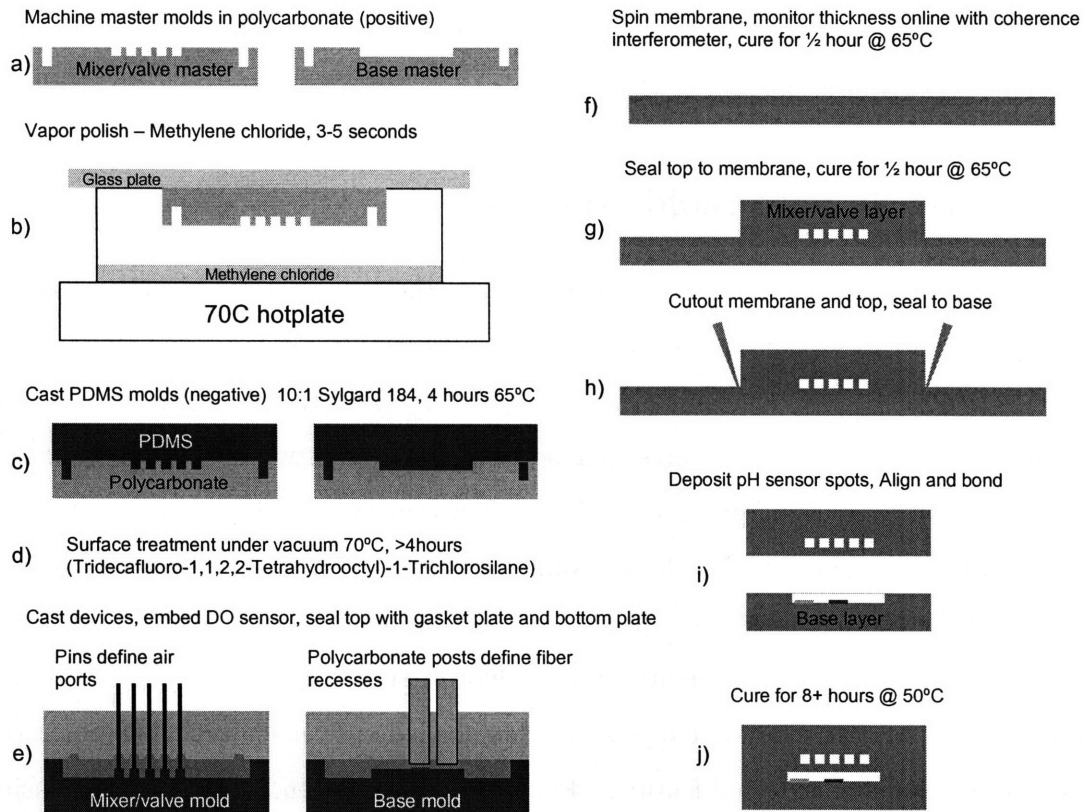 Machine master molds in polycarbonate (positive)
a)
Mixer/valve master
Base master
Vapor polish – Methylene chloride, 3-5 seconds
b)
Glass plate
Methylene chloride
70C hotplate
Cast PDMS molds (negative) 10:1 Sylgard 184, 4 hours 65ºC
c)
PDMS
Polycarbonate
d)
Surface treatment under vacuum 70ºC, >4hours
(Tridecafluoro-1,1,2,2-Tetrahydrooctyl)-1-Trichlorosilane)
Cast devices, embed DO sensor, seal top with gasket plate and bottom plate
Pins define air
ports
Polycarbonate posts define fiber
recesses
e)
Mixer/valve mold
Base mold
Spin membrane, monitor thickness online with coherence
interferometer, cure for ½ hour @ 65ºC
f)
Seal top to membrane, cure for ½ hour @ 65ºC
g)
Mixer/valve layer
Cutout membrane and top, seal to base
h)
Deposit pH sensor spots, Align and bond
i)
Base layer
Cure for 8+ hours @ 50ºC
j)